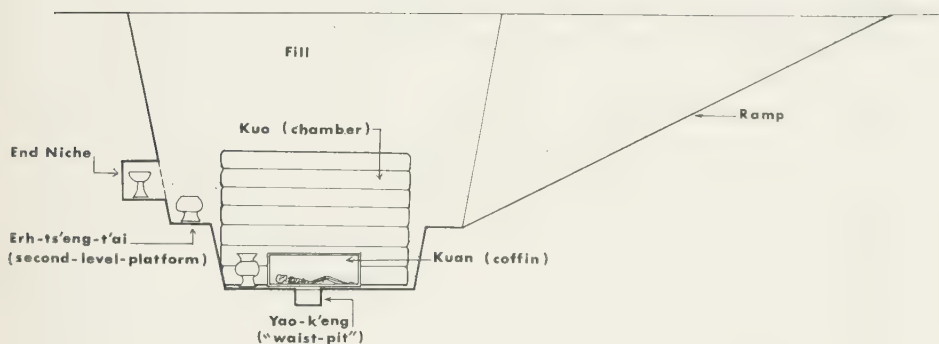 Fill
Kuo (chamber)
Ramp
End Niche
Erh-ts'eng-t'ai
(second-level-platform)
Kuan (coffin)
Yao-k'eng
("waist-pit")